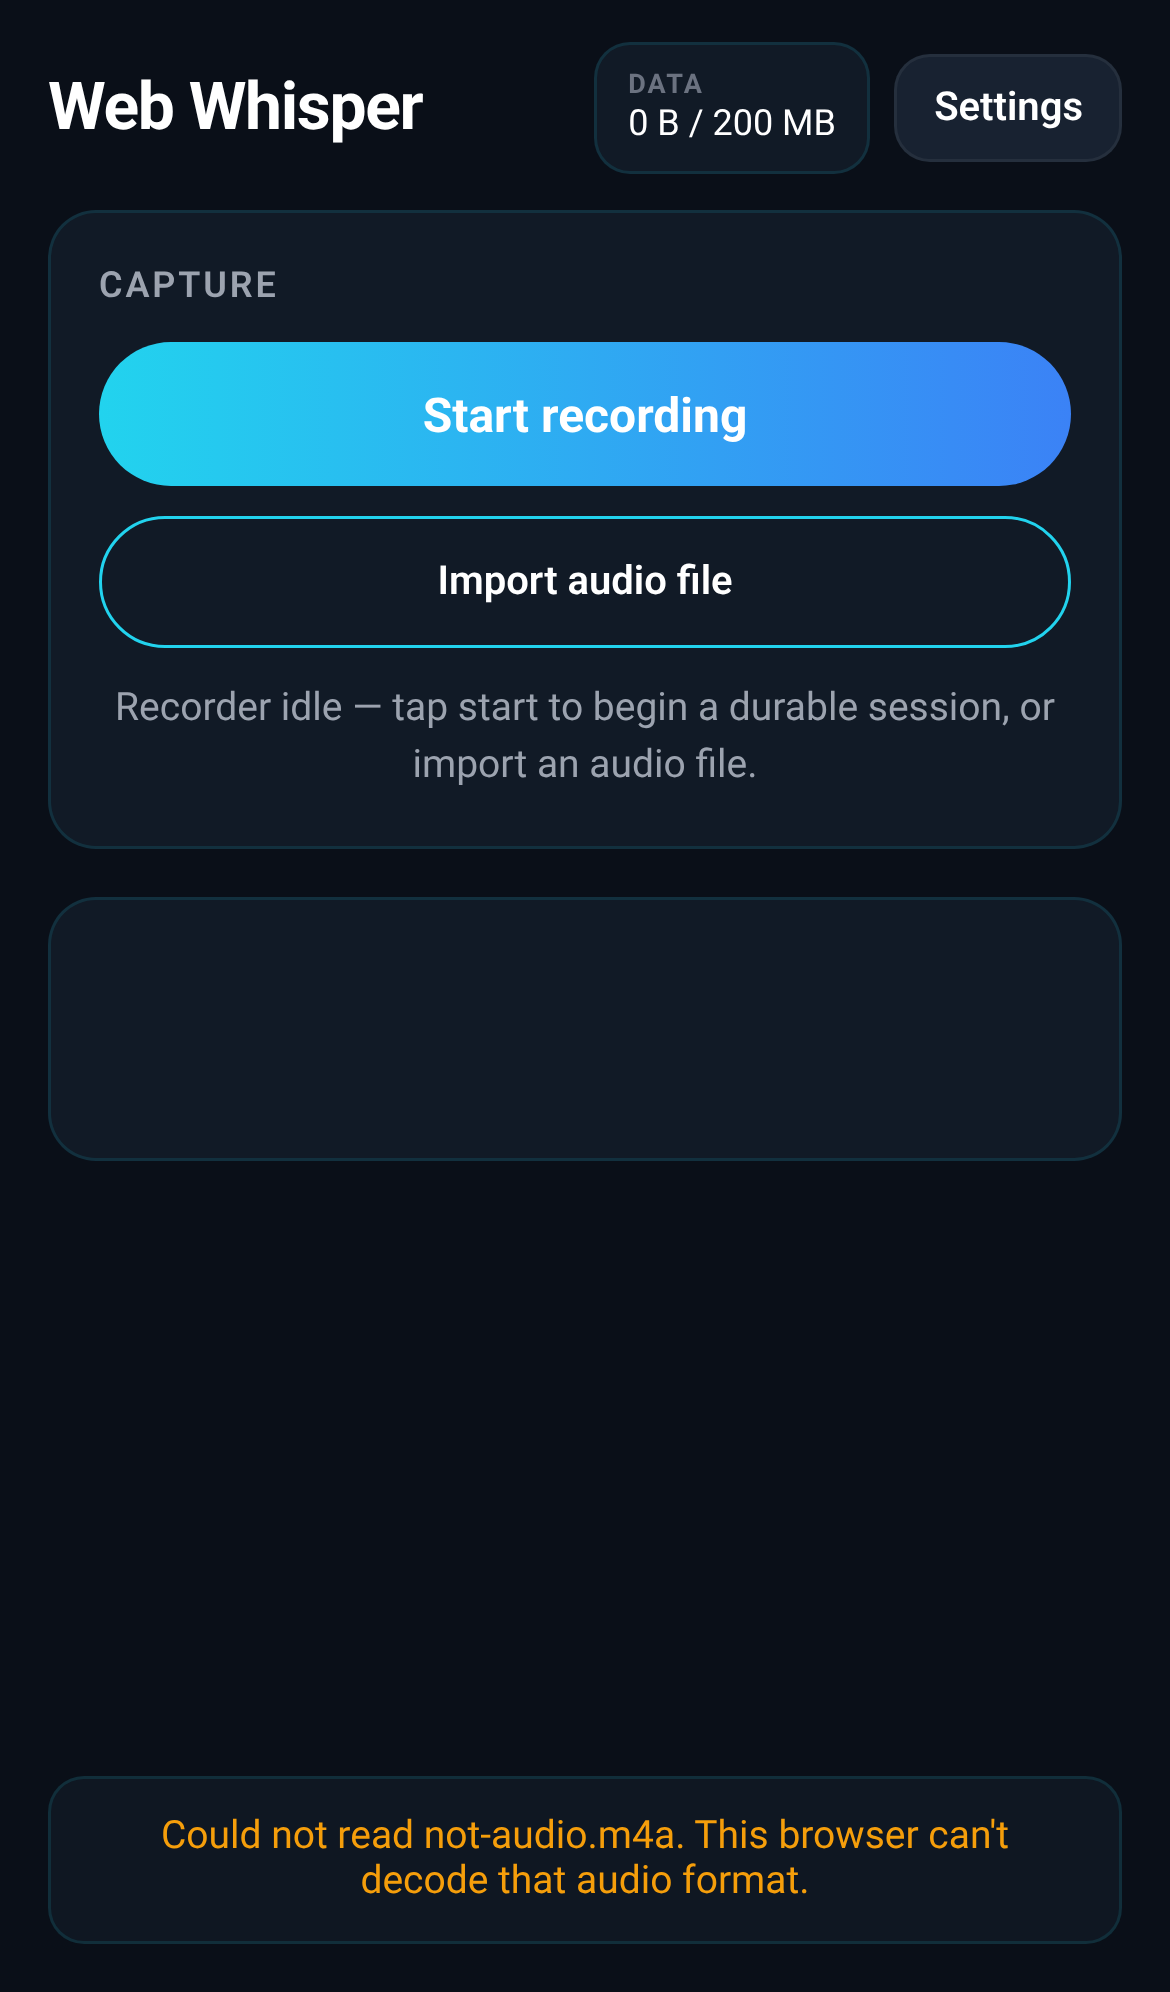 Web Whisper
DATA
0 B / 200 MB
Settings
CAPTURE
Start recording
Import audio file
Recorder idle — tap start to begin a durable session, or
import an audio file.
Could not read not-audio.m4a. This browser can't
decode that audio format.